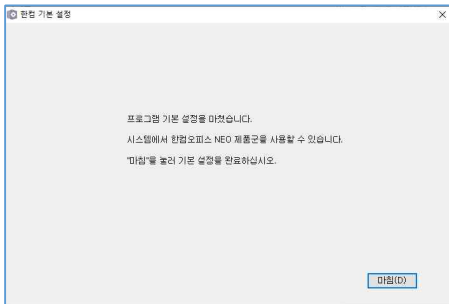 한컴 기본 설정
프로그램 기본 설정을 마쳤습니다.
시스템에서 한컴오피스 NEO 제품군을 사용할 수 있습니다.
"마침"을 눌러 기본 설정을 완료하십시오.
마침(D)